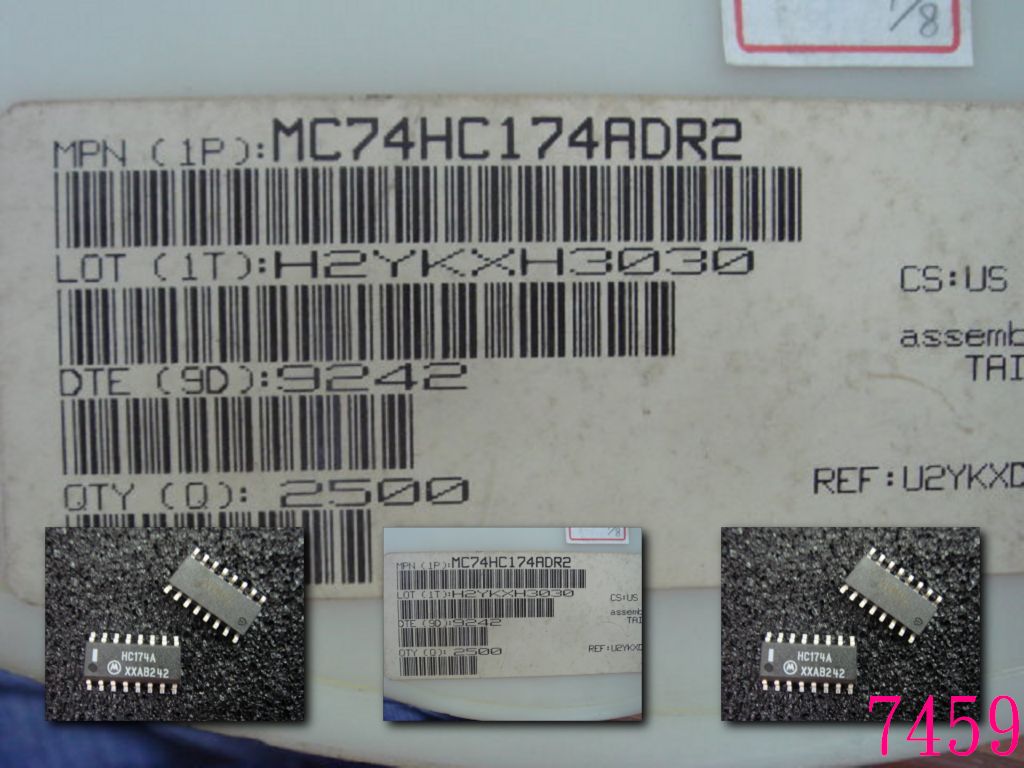 1/8
MPN (1P):MC74HC174ADR2
LOT (1T):H2YKXH3030
CS:US
assemb
TAI
DTE (9D):9242
REF:U2YKXD
QTY (Q): 2500
HC174A
XXAB242
1/8
MPN (1P):MC74HC174ADR2
LOT (1T):H2YKXH3030
CS:US
assemb
TAI
DTE (9D):9242
REF:U2YKXD
QTY (Q): 2500
HC174A
XXAB242
7459